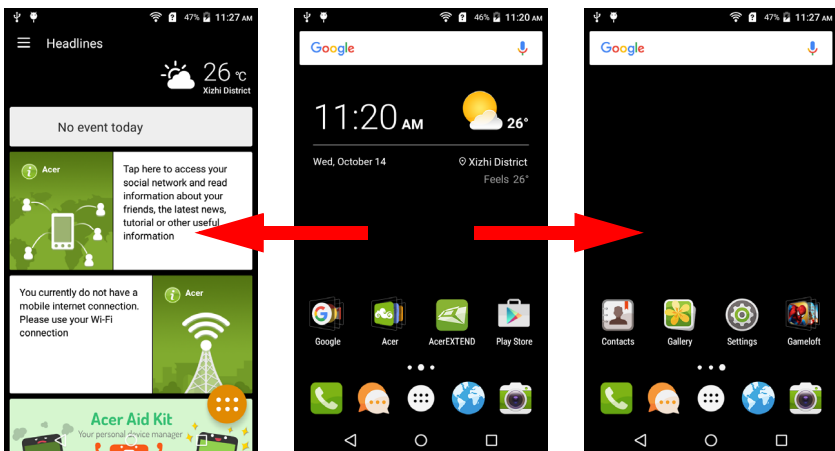 47% 11:27 AM
Headlines
26 °C
Xizhi District
No event today
Acer
Tap here to access your
social network and read
information about your
friends, the latest news,
tutorial or other useful
information
You currently do not have a
mobile internet connection.
Please use your Wi-Fi
connection
Acer
Acer Aid Kit
Your personal device manager
46% 11:20 AM
Google
11:20 AM
26°
Wed, October 14
Xizhi District
Feels 26°
Google
Acer
AcerEXTEND
Play Store
47% 11:27 AM
Google
Contacts
Gallery
Settings
Gameloft